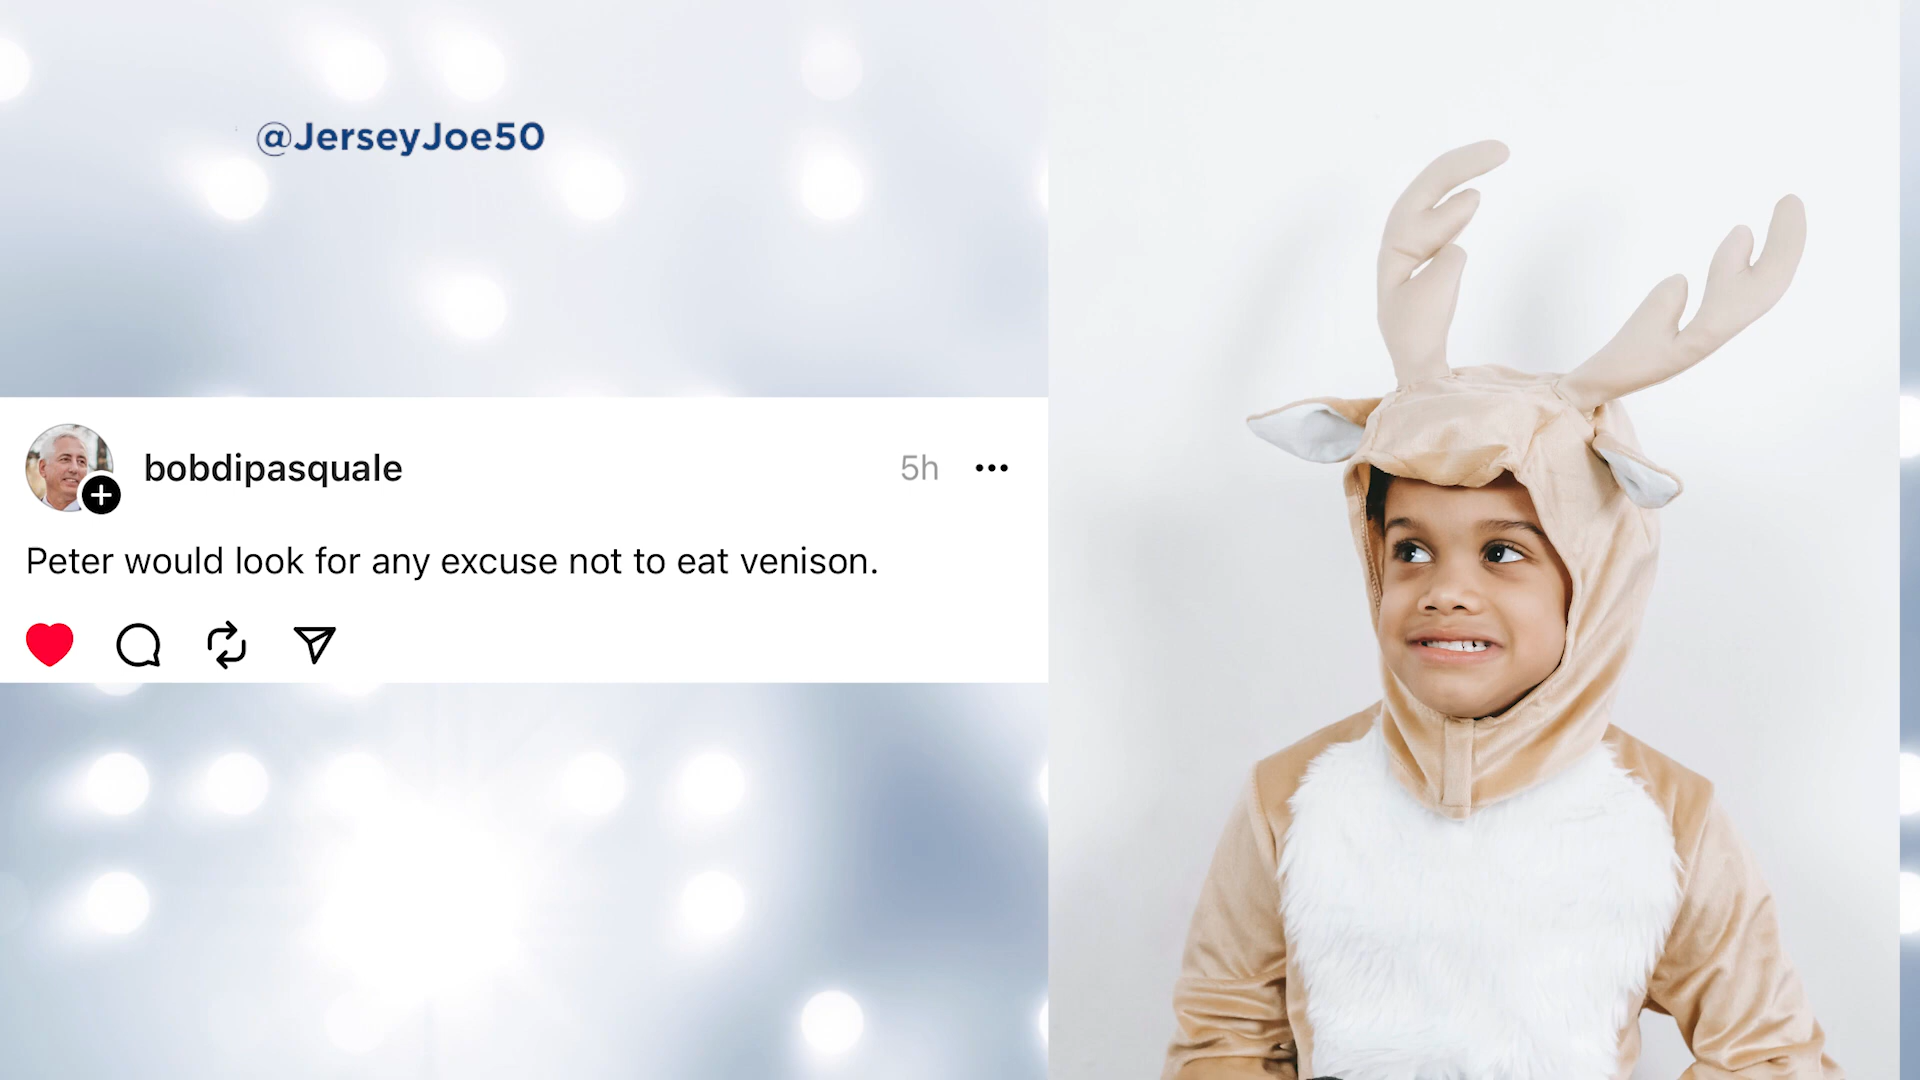 @JerseyJoe50
bobdipasquale
5h
Peter would look for any excuse not to eat venison.